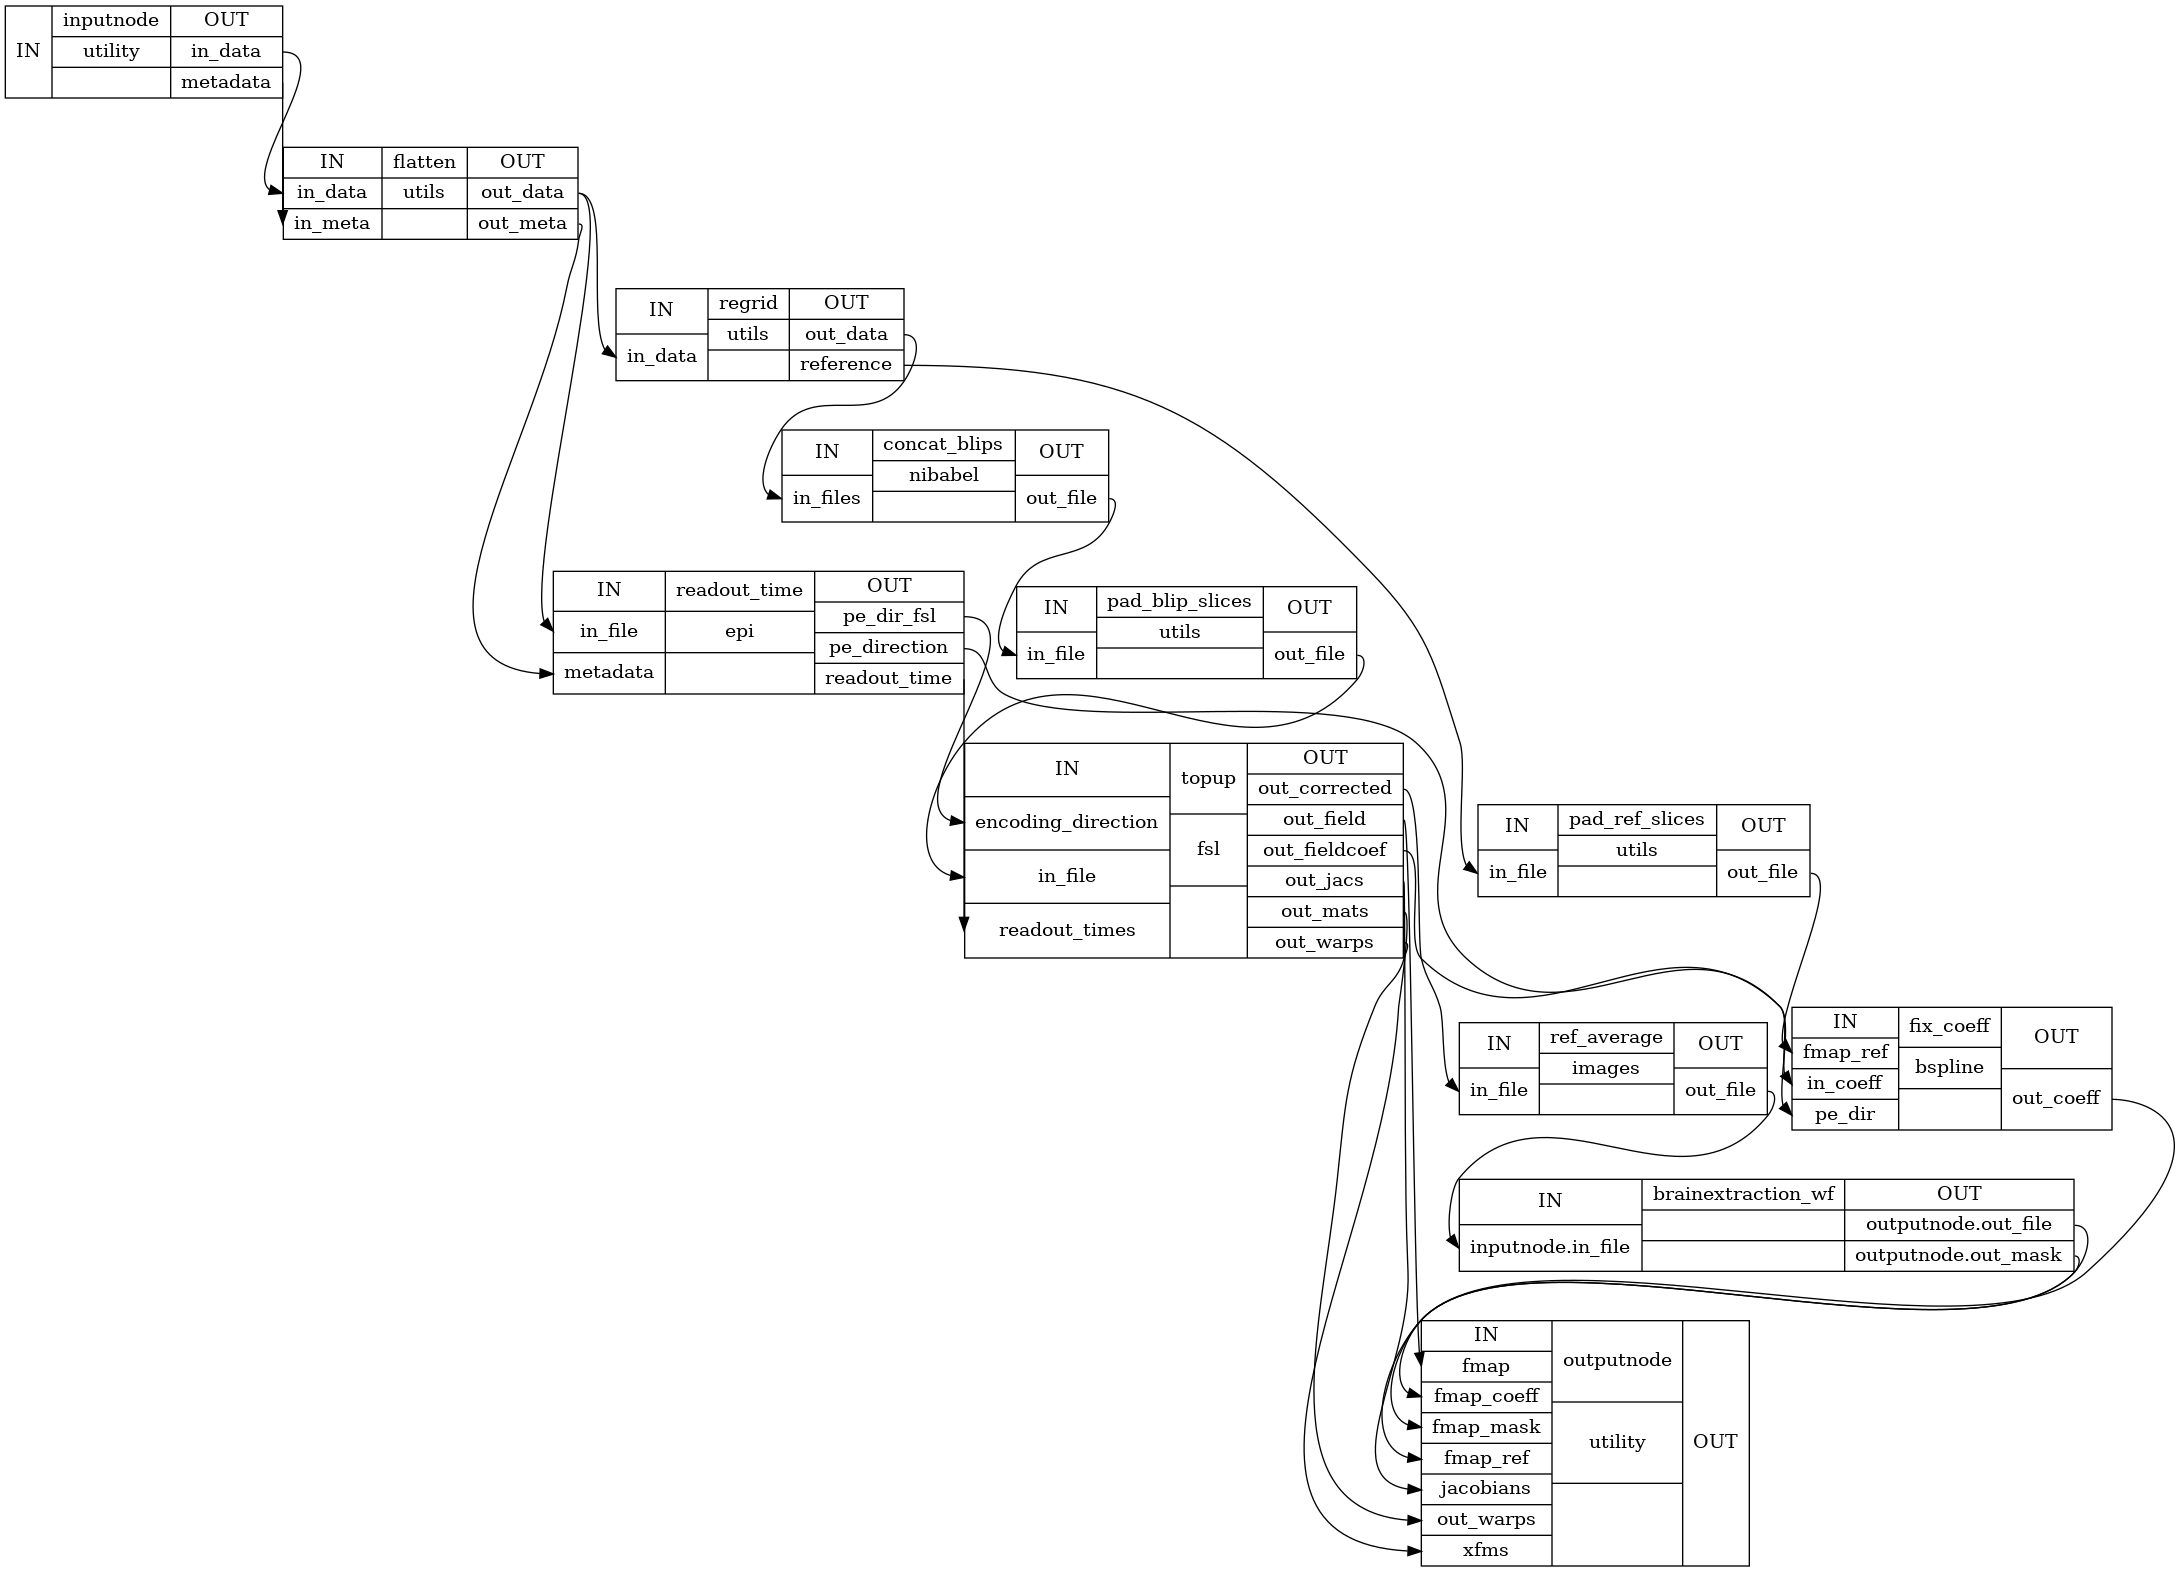 IN
inputnode
utility
OUT
in_data
metadata
IN
in_data
in_meta
flatten
utils
OUT
out_data
out_meta
IN
in_data
regrid
utils
OUT
out_data
reference
IN
in_files
concat_blips
nibabel
OUT
out_file
IN
in_file
metadata
readout_time
epi
OUT
pe_dir_fsl
pe_direction
readout_time
IN
in_file
pad_blip_slices
utils
OUT
out_file
IN
encoding_direction
in_file
readout_times
topup
fsl
OUT
out_corrected
out_field
out_fieldcoef
out_jacs
out_mats
out_warps
IN
in_file
pad_ref_slices
utils
OUT
out_file
IN
fmap_ref
in_coeff
pe_dir
fix_coeff
bspline
OUT
out_coeff
IN
in_file
ref_average
images
OUT
out_file
IN
inputnode.in_file
brainextraction_wf
OUT
outputnode.out_file
outputnode.out_mask
IN
fmap
fmap_coeff
fmap_mask
fmap_ref
jacobians
out_warps
xfms
outputnode
utility
OUT